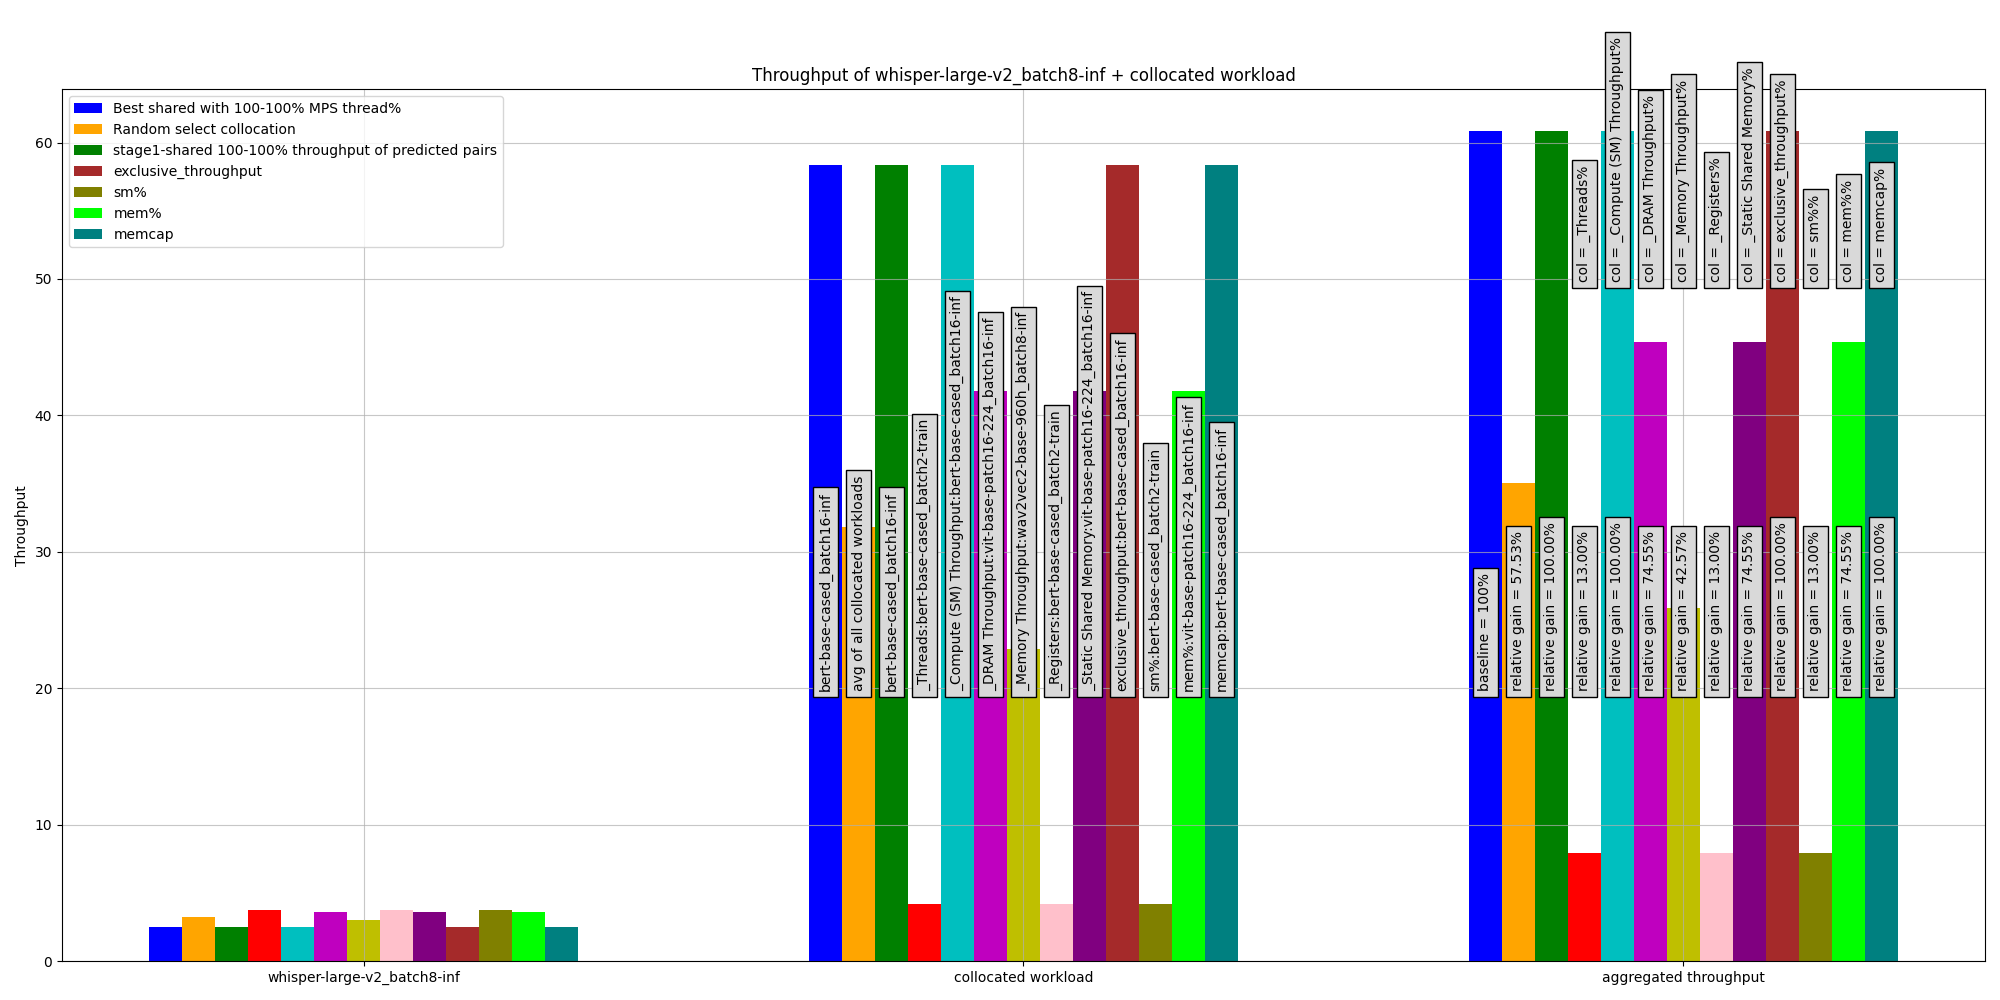 Throughput of whisper-large-v2_batch8-inf + collocated workload
Best shared with 100-100% MPS thread%
Random select collocation
stage1-shared 100-100% throughput of predicted pairs
exclusive_throughput
sm%
mem%
memcap
Throughput
60
50
40
30
20
10
0
bert-base-cased_batch16-inf
avg of all collocated workloads
bert-base-cased_batch16-inf
_Threads:bert-base-cased_batch2-train
_Compute (SM) Throughput:bert-base-cased_batch16-inf
_DRAM Throughput:vit-base-patch16-224_batch16-inf
_Memory Throughput:wav2vec2-base-960h_batch8-inf
_Registers:bert-base-cased_batch2-train
_Static Shared Memory:vit-base-patch16-224_batch16-inf
exclusive_throughput:bert-base-cased_batch16-inf
sm%:bert-base-cased_batch2-train
mem%:vit-base-patch16-224_batch16-inf
memcap:bert-base-cased_batch16-inf
col = _Threads%
col = _Compute (SM) Throughput%
col = _DRAM Throughput%
col = _Memory Throughput%
col = _Registers%
col = _Static Shared Memory%
col = exclusive_throughput%
col = sm%%
col = mem%%
col = memcap%
baseline = 100%
relative gain = 57.53%
relative gain = 100.00%
relative gain = 13.00%
relative gain = 100.00%
relative gain = 74.55%
relative gain = 42.57%
relative gain = 13.00%
relative gain = 74.55%
relative gain = 100.00%
relative gain = 13.00%
relative gain = 74.55%
relative gain = 100.00%
whisper-large-v2_batch8-inf
collocated workload
aggregated throughput